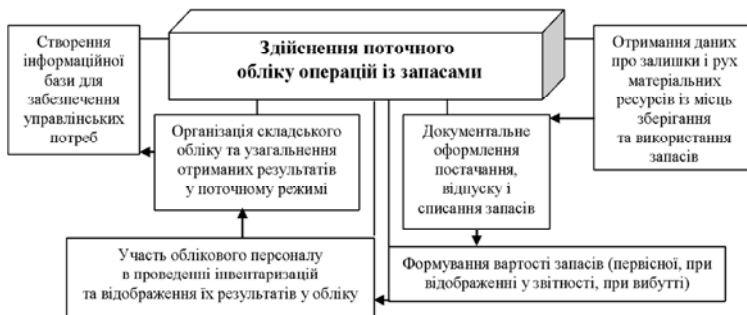 Здійснення поточного
обліку операцій із запасами
Створення
інформаційної
бази для
забезпечення
управлінських
потреб
Отримання даних
про залишки і рух
матеріальних
ресурсів із місць
зберігання
та використання
запасів
Організація складського
обліку та узагальнення
отриманих результатів
у поточному режимі
Документальне
оформлення
постачання,
відпуску і
списання запасів
Участь облікового персоналу
в проведенні інвентаризацій
та відображення їх результатів у обліку
Формування вартості запасів (первісної, при
відображенні у звітності, при вибутті)